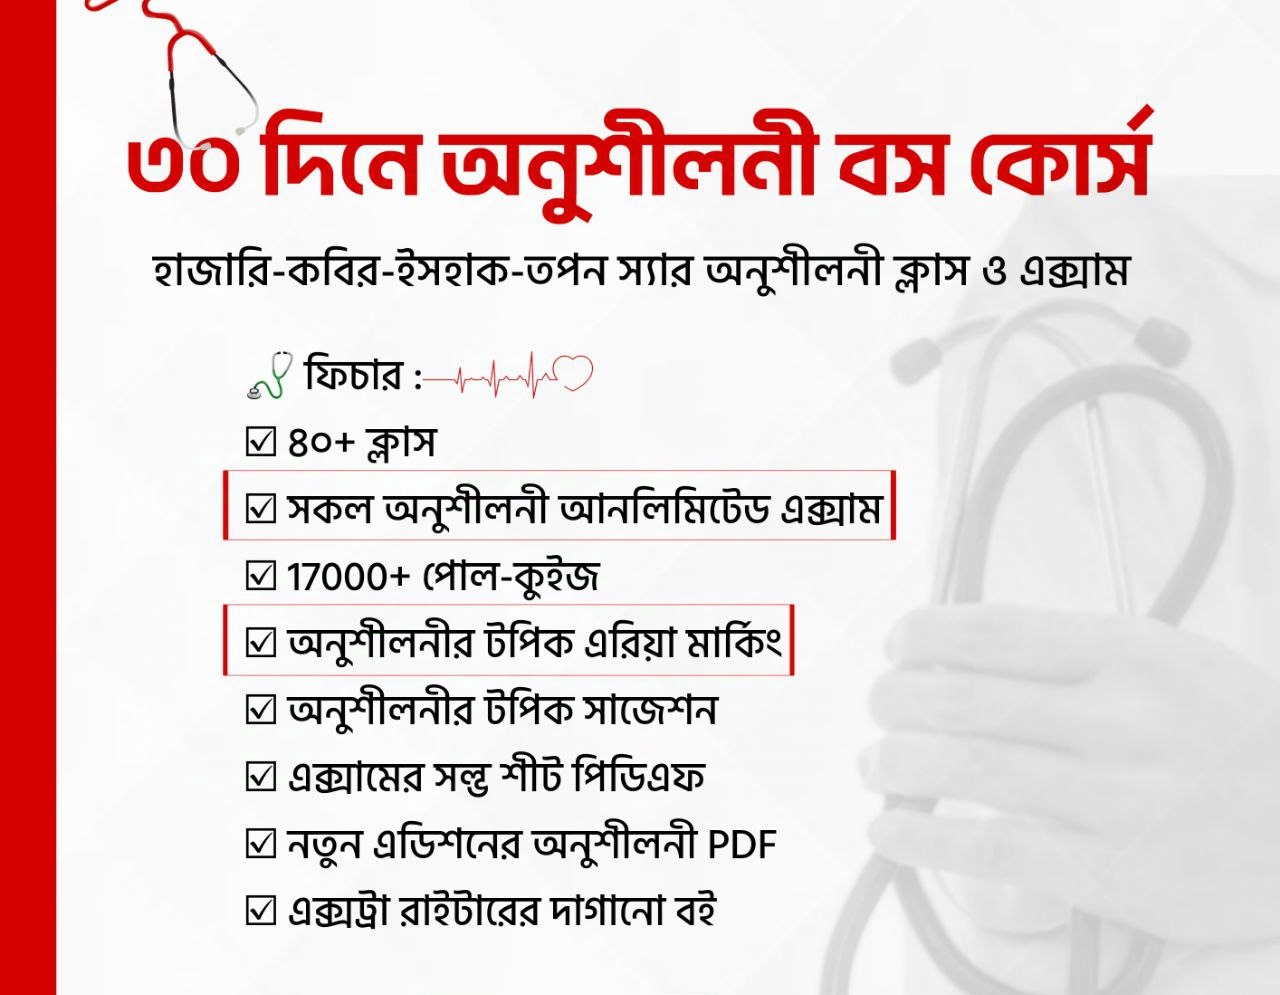 ৩০ দিনে অনুশীলনী বস কোর্স
হাজারি-কবির-ইসহাক-তপন স্যার অনুশীলনী ক্লাস ও এক্সাম
🩺 ফিচার :
☑ ৪০+ ক্লাস
☑ সকল অনুশীলনী আনলিমিটেড এক্সাম
☑ 17000+ পোল-কুইজ
☑ অনুশীলনীর টপিক এরিয়া মার্কিং
☑ অনুশীলনীর টপিক সাজেশন
☑ এক্সামের সল্ভ শীট পিডিএফ
☑ নতুন এডিশনের অনুশীলনী PDF
☑ এক্সট্রা রাইটারের দাগানো বই